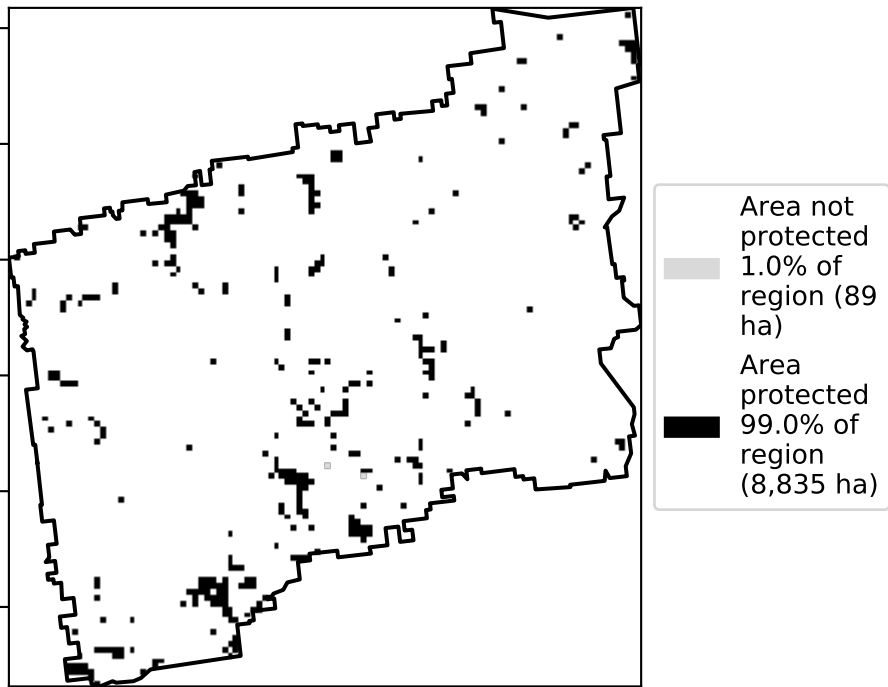 Area not
protected
1.0% of
region (89
ha)
Area
protected
99.0% of
region
(8,835 ha)